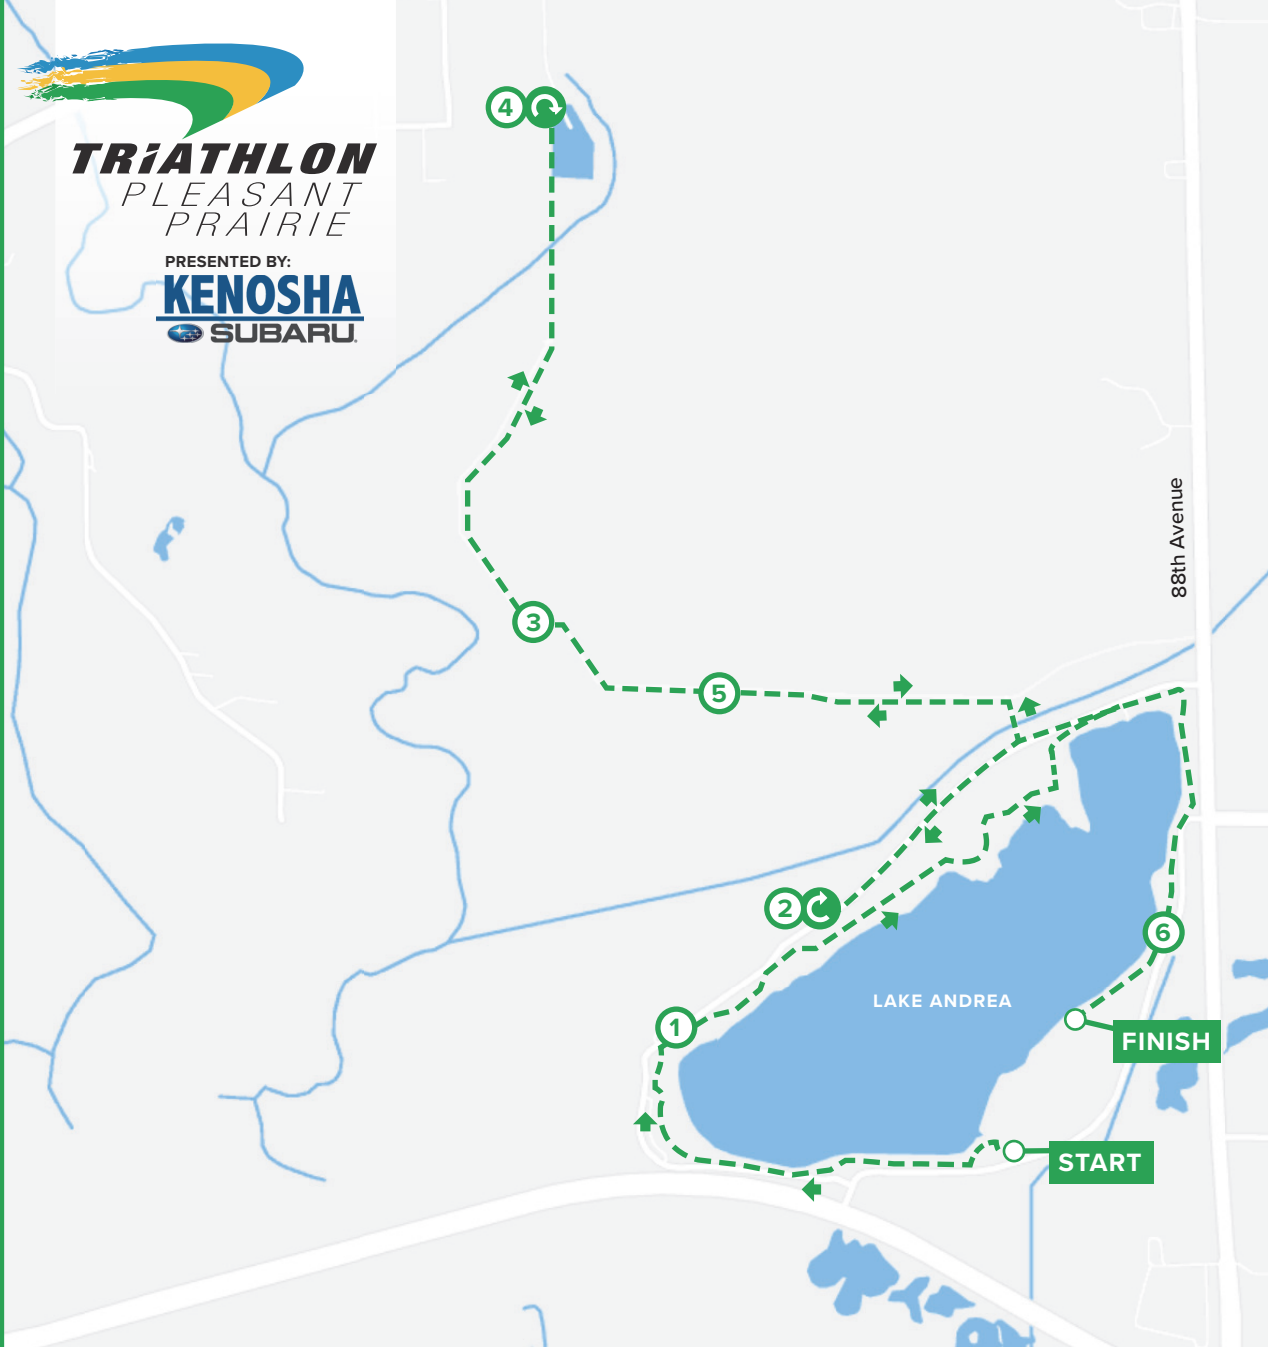 TRiATHLON
PLEASANT
PRAIRIE
PRESENTED BY:
KENOSHA
SUBARU
4
88th Avenue
3
5
2
6
LAKE ANDREA
1
FINISH
START